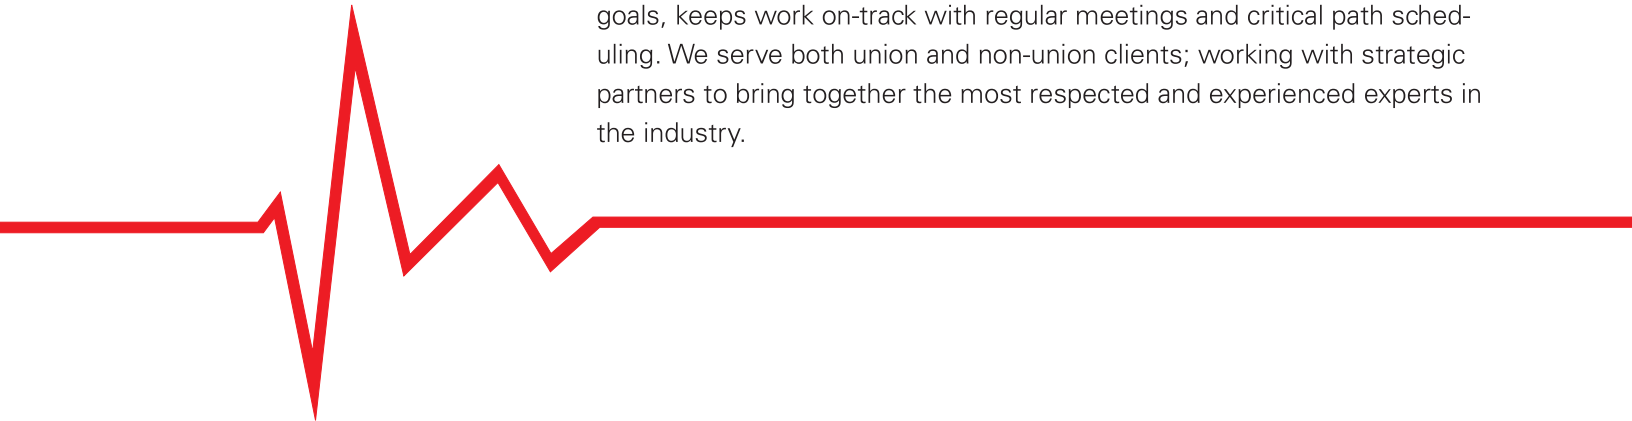 goals, keeps work on-track with regular meetings and critical path sched-
uling. We serve both union and non-union clients; working with strategic
partners to bring together the most respected and experienced experts in
the industry.